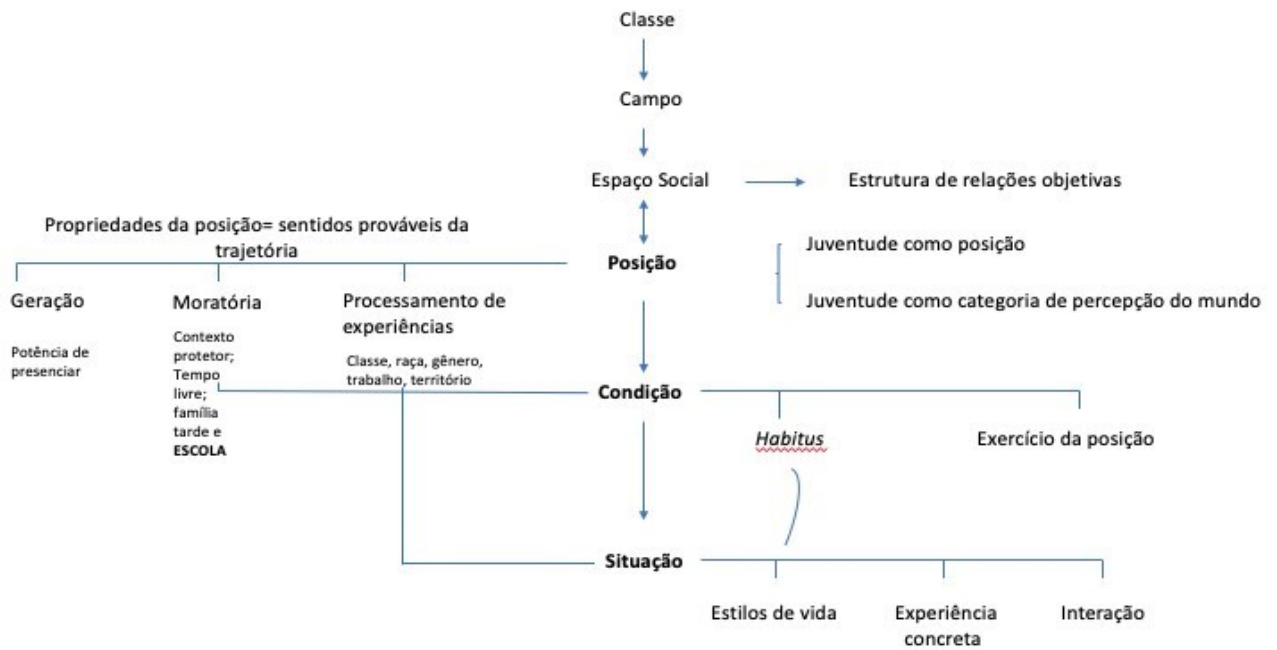 Classe
Campo
Espaço Social
Estrutura de relações objetivas
Propriedades da posição= sentidos prováveis da
trajetória
Posição
Juventude como posição
Juventude como categoria de percepção do mundo
Geração
Potência de
presenciar
Moratória
Contexto
protetor;
Tempo
livre;
família
tarde e
ESCOLA
Processamento de
experiências
Classe, raça, gênero,
trabalho, território
Condição
Habitus
Exercício da posição
Situação
Estilos de vida
Experiência
concreta
Interação